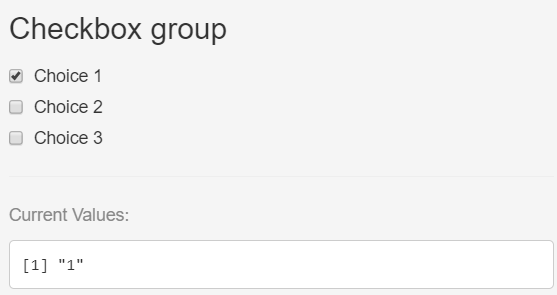 Checkbox group
Choice 1
Choice 2
Choice 3
Current Values:
[1] "1"